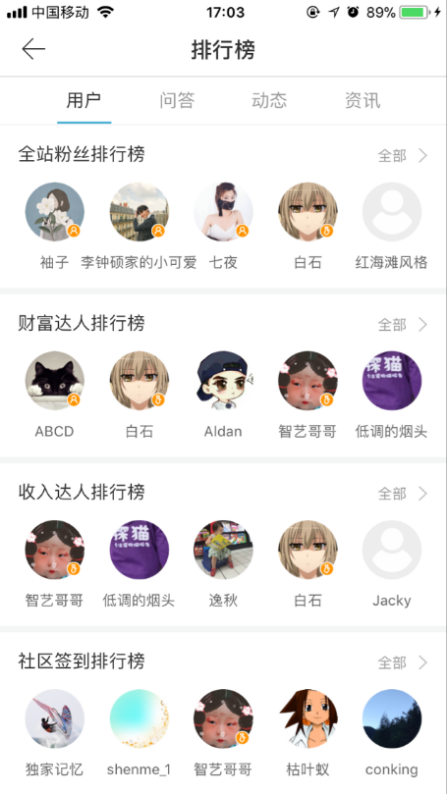 中国移动 17:03 89%
排行榜
用户 问答 动态 资讯
全站粉丝排行榜 全部
袖子 李钟硕家的小可爱 七夜 白石 红海滩风格
财富达人排行榜 全部
探猫
ABCD 白石 Aldan 智艺哥哥 低调的烟头
收入达人排行榜 全部
探猫
智艺哥哥 低调的烟头 逸秋 白石 Jacky
社区签到排行榜 全部
独家记忆 shenme_1 智艺哥哥 枯叶蚁 conking